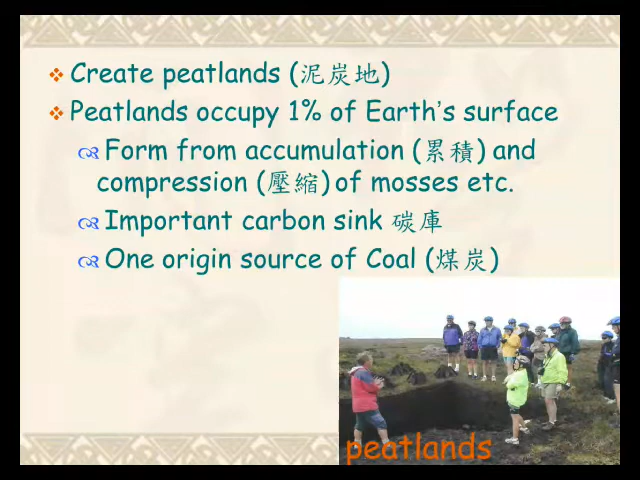 Create peatlands (泥炭地)
Peatlands occupy 1% of Earth's surface
Form from accumulation (累積) and
compression (壓縮) of mosses etc.
Important carbon sink 碳庫
One origin source of Coal (煤炭)
peatlands